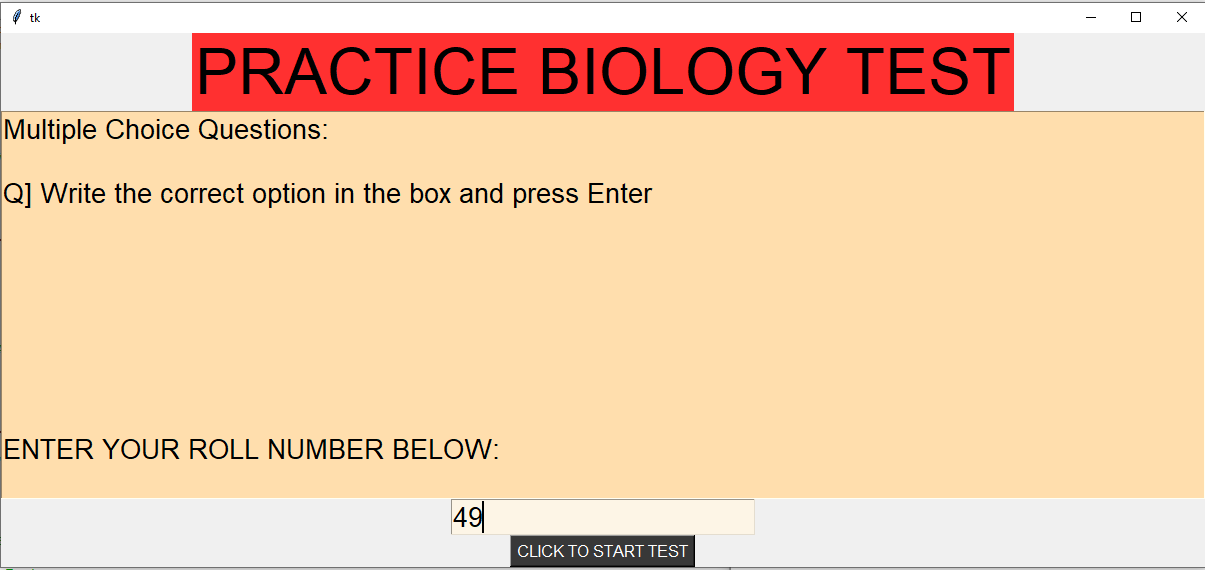 tk
PRACTICE BIOLOGY TEST
Multiple Choice Questions:
Q] Write the correct option in the box and press Enter
ENTER YOUR ROLL NUMBER BELOW:
49
CLICK TO START TEST